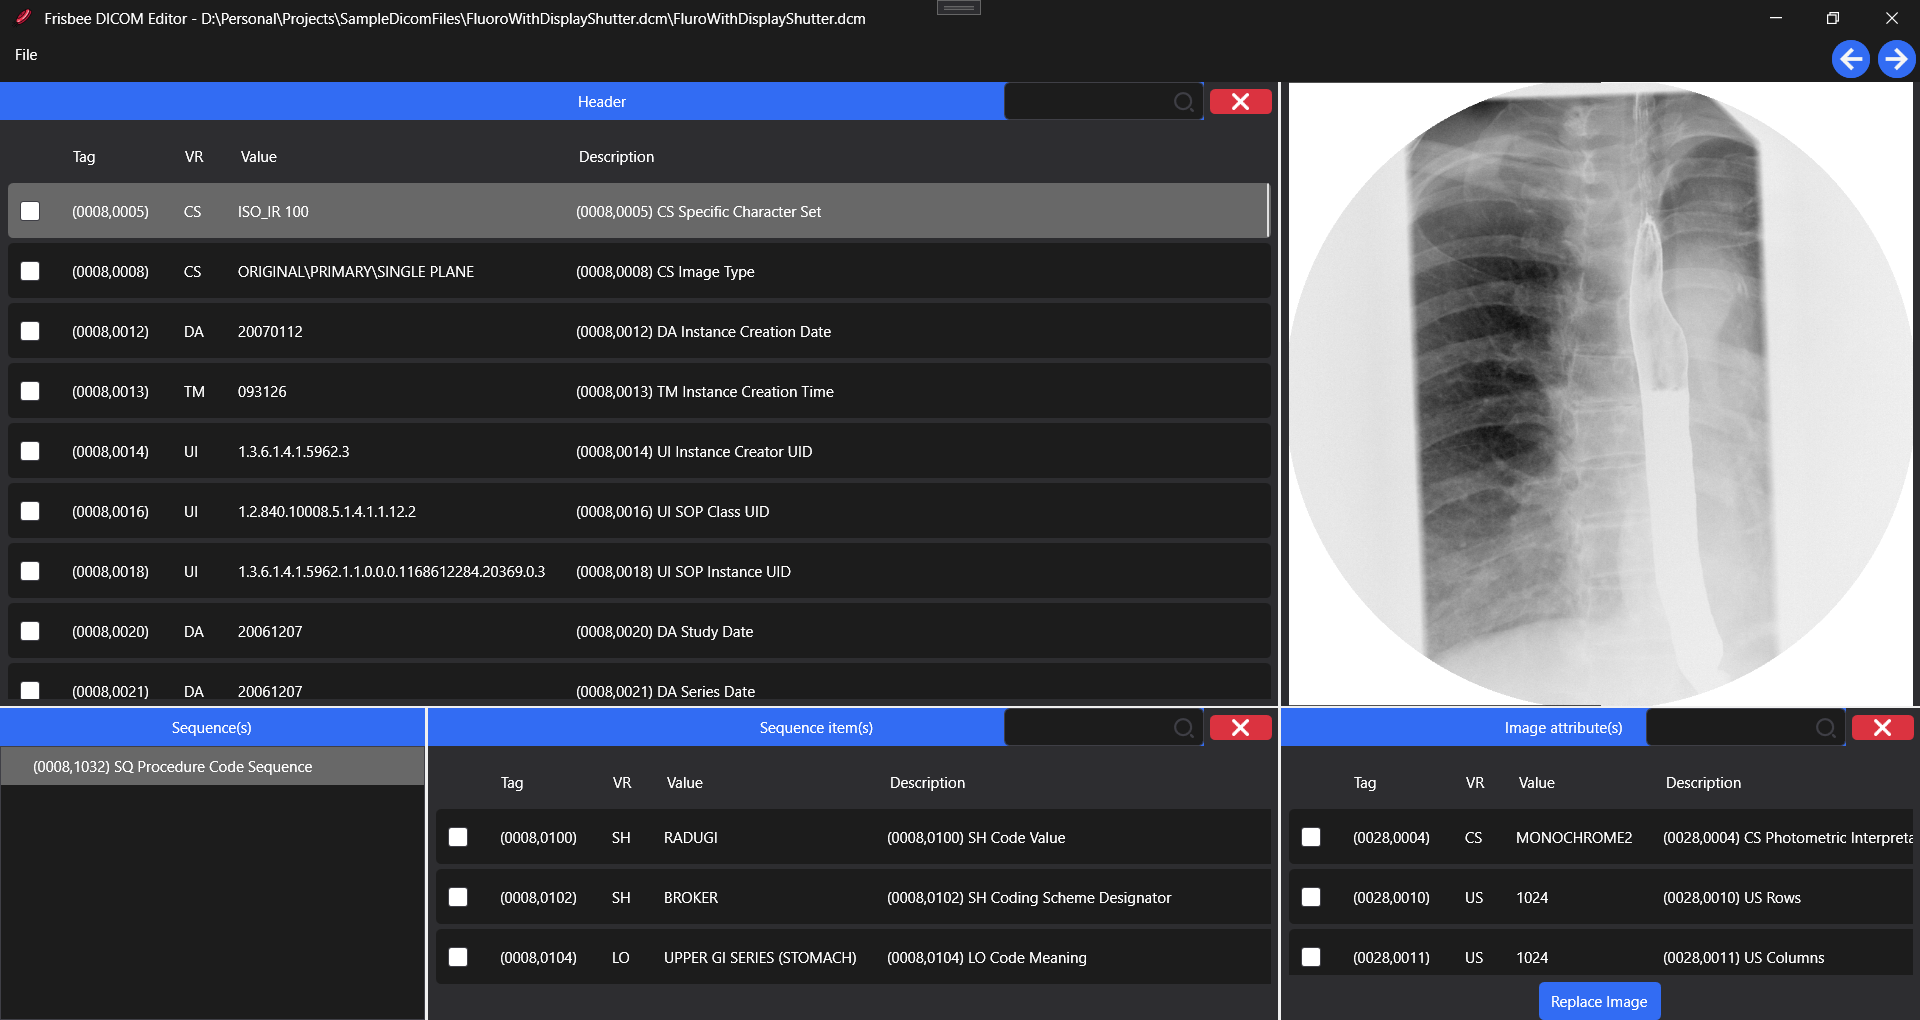 Frisbee DICOM Editor - D:\Personal\Projects\SampleDicomFiles\FluoroWithDisplayShutter.dcm\FluroWithDisplayShutter.dcm
File
Header
Tag VR Value Description
(0008,0005) CS ISO_IR 100 (0008,0005) CS Specific Character Set
(0008,0008) CS ORIGINAL\PRIMARY\SINGLE PLANE (0008,0008) CS Image Type
(0008,0012) DA 20070112 (0008,0012) DA Instance Creation Date
(0008,0013) TM 093126 (0008,0013) TM Instance Creation Time
(0008,0014) UI 1.3.6.1.4.1.5962.3 (0008,0014) UI Instance Creator UID
(0008,0016) UI 1.2.840.10008.5.1.4.1.1.12.2 (0008,0016) UI SOP Class UID
(0008,0018) UI 1.3.6.1.4.1.5962.1.1.0.0.0.1168612284.20369.0.3 (0008,0018) UI SOP Instance UID
(0008,0020) DA 20061207 (0008,0020) DA Study Date
(0008,0021) DA 20061207 (0008,0021) DA Series Date
Sequence(s)
(0008,1032) SQ Procedure Code Sequence
Sequence item(s)
Tag VR Value Description
(0008,0100) SH RADUGI (0008,0100) SH Code Value
(0008,0102) SH BROKER (0008,0102) SH Coding Scheme Designator
(0008,0104) LO UPPER GI SERIES (STOMACH) (0008,0104) LO Code Meaning
Image attribute(s)
Tag VR Value Description
(0028,0004) CS MONOCHROME2 (0028,0004) CS Photometric Interpreta
(0028,0010) US 1024 (0028,0010) US Rows
(0028,0011) US 1024 (0028,0011) US Columns
Replace Image